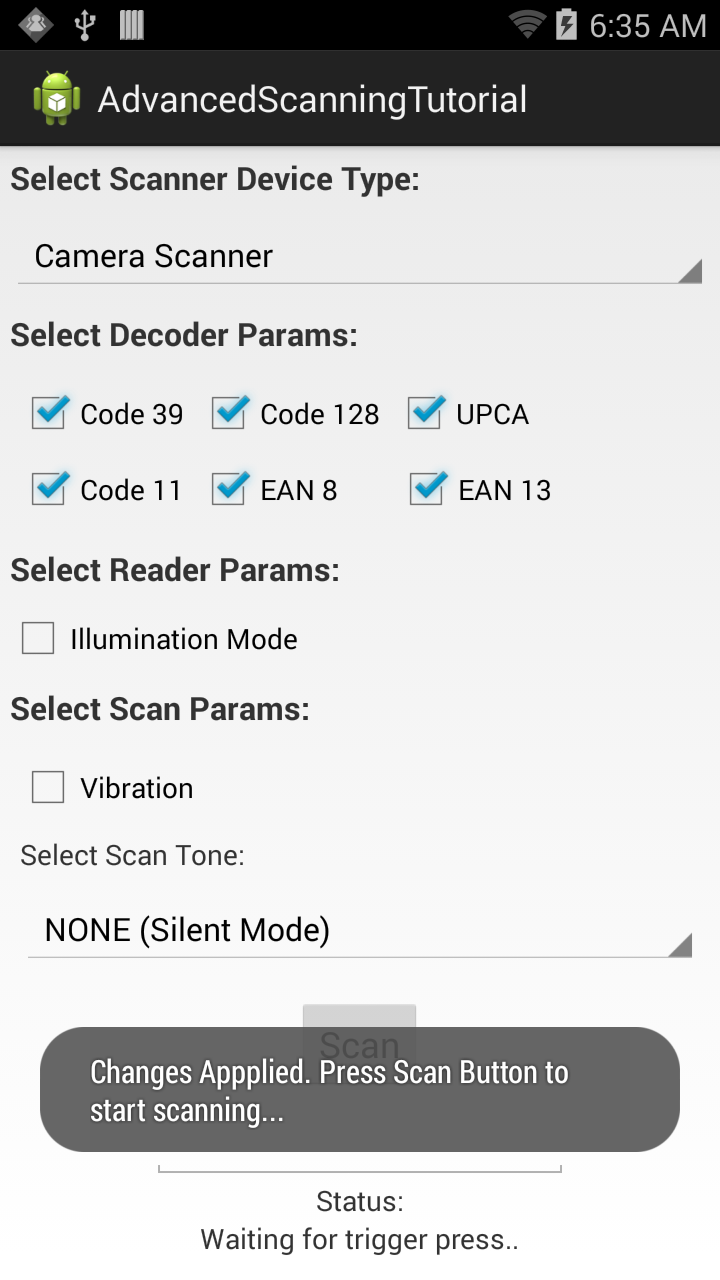 6:35 AM
AdvancedScanningTutorial
Select Scanner Device Type:
Camera Scanner
Select Decoder Params:
Code 39 Code 128 UPCA
Code 11 EAN 8 EAN 13
Select Reader Params:
Illumination Mode
Select Scan Params:
Vibration
Select Scan Tone:
NONE (Silent Mode)
Scan
Changes Appplied. Press Scan Button to
start scanning...
Status:
Waiting for trigger press..